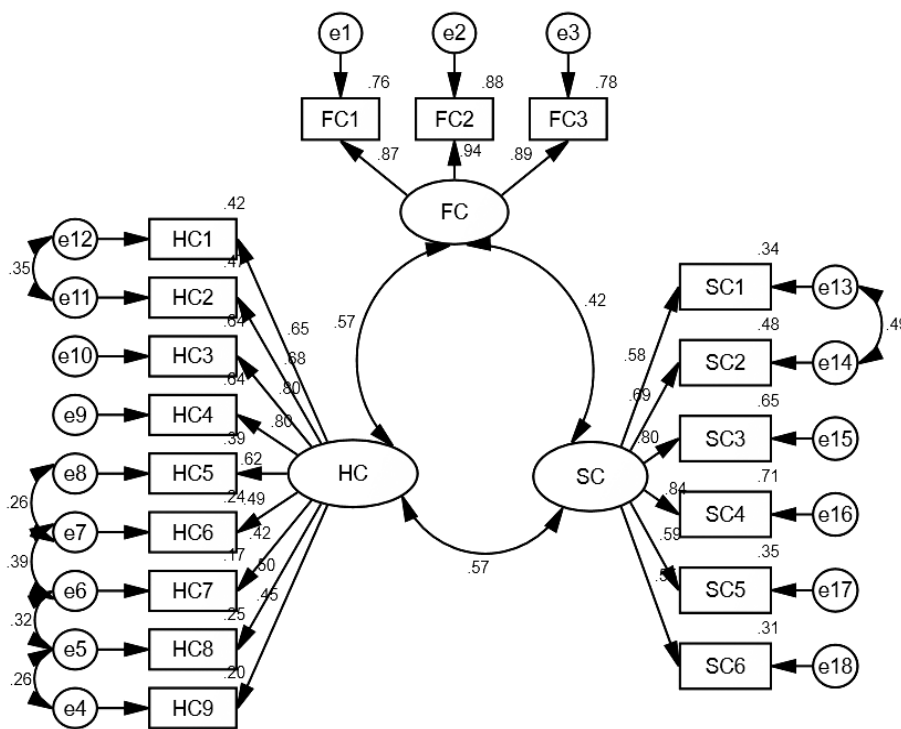 e1 e2 e3
.76 .88 .78
FC1 FC2 FC3
.87 .94 .89
FC
.42
e12 HC1
.35
.47
e11 HC2
.64
e10 HC3
.64
e9 HC4
.39
e8 HC5
.26
.24
e7 HC6
.39
.17
e6 HC7
.32
.25
e5 HC8
.26
.20
e4 HC9
.65
.68
.80
.80
.62
.49
.42
.50
.45
HC
.57
.42
.57
SC
.58
.69
.80
.84
.59
.34
SC1 e13
.49
.48
SC2 e14
.65
SC3 e15
.71
SC4 e16
.35
SC5 e17
.31
SC6 e18